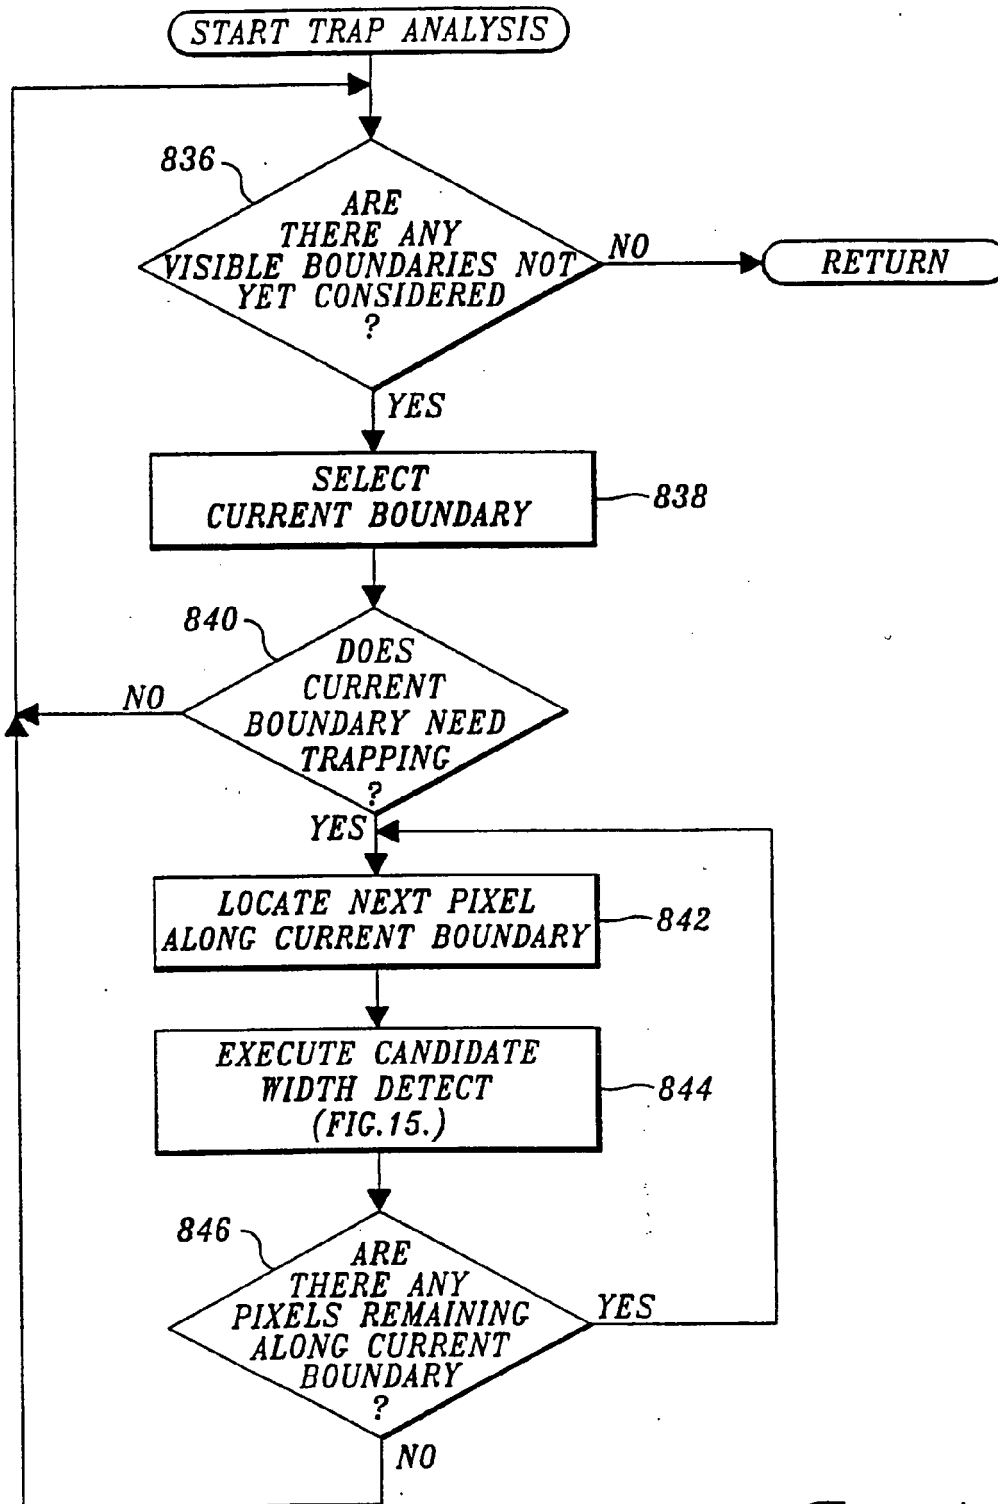 START TRAP ANALYSIS
836
ARE
THERE ANY
VISIBLE BOUNDARIES NOT
YET CONSIDERED
?
NO
RETURN
YES
SELECT
CURRENT BOUNDARY
838
840
DOES
CURRENT
BOUNDARY NEED
TRAPPING
?
NO
YES
LOCATE NEXT PIXEL
ALONG CURRENT BOUNDARY
842
EXECUTE CANDIDATE
WIDTH DETECT
(FIG.15.)
844
846
ARE
THERE ANY
PIXELS REMAINING
ALONG CURRENT
BOUNDARY
?
YES
NO